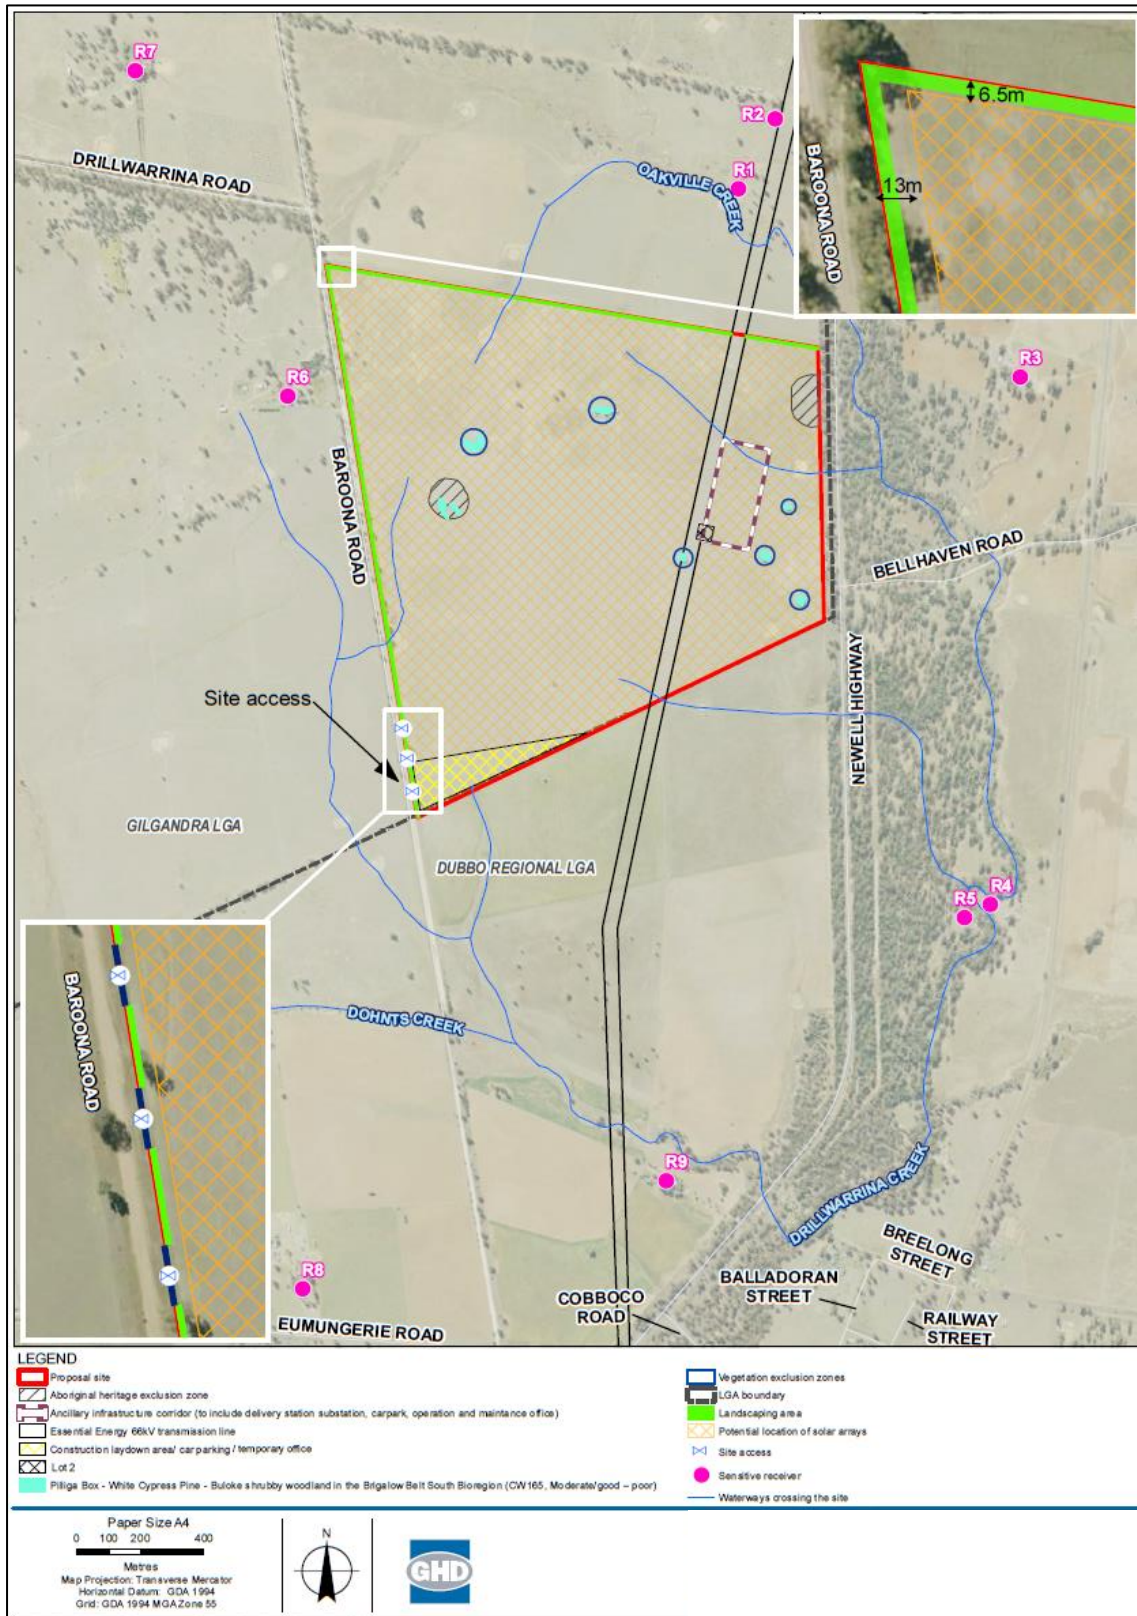 R7
R2
6.5m
DRILLWARRINA ROAD
OAKVILLE CREEK
R1
BAROONA ROAD
13m
R6
R3
BAROONA ROAD
BELLHAVEN ROAD
NEWELL HIGHWAY
Site access
GILGANDRA LGA
DUBBO REGIONAL LGA
R5
R4
BAROONA ROAD
DOHNTS CREEK
R9
DRILLWARRINA CREEK
BREELONG
STREET
BALLADORAN
STREET
R8
COBBOCO
ROAD
RAILWAY
STREET
EUMUNGERIE ROAD
LEGEND
Proposal site
Aboriginal heritage exclusion zone
Ancillary infrastructure corridor (to include delivery station substation, carpark, operation and maintance office)
Essential Energy 66kV transmission line
Construction laydown area/ car parking / temporary office
Lot 2
Pilliga Box - White Cypress Pine - Buloke shrubby woodland in the Brigalow Belt South Bioregion (CW165, Moderate/good – poor)
Vegetation exclusion zones
LGA boundary
Landscaping area
Potential location of solar arrays
Site access
Sensitive receiver
Waterways crossing the site
Paper Size A4
0 100 200 400
Metres
Map Projection: Transverse Mercator
Horizontal Datum: GDA 1994
Grid: GDA 1994 MGA Zone 55
N
GHD